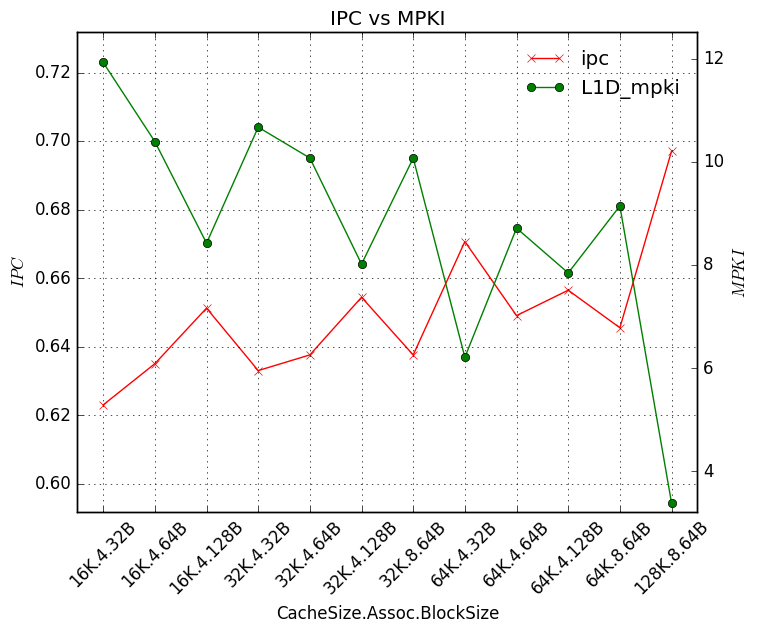 IPC vs MPKI
ipc
L1D_mpki
0.72
0.70
0.68
0.66
0.64
0.62
0.60
IPC
12
10
8
6
4
MPKI
16K.4.32B
16K.4.64B
16K.4.128B
32K.4.32B
32K.4.64B
32K.4.128B
32K.8.64B
64K.4.32B
64K.4.64B
64K.4.128B
64K.8.64B
128K.8.64B
CacheSize.Assoc.BlockSize